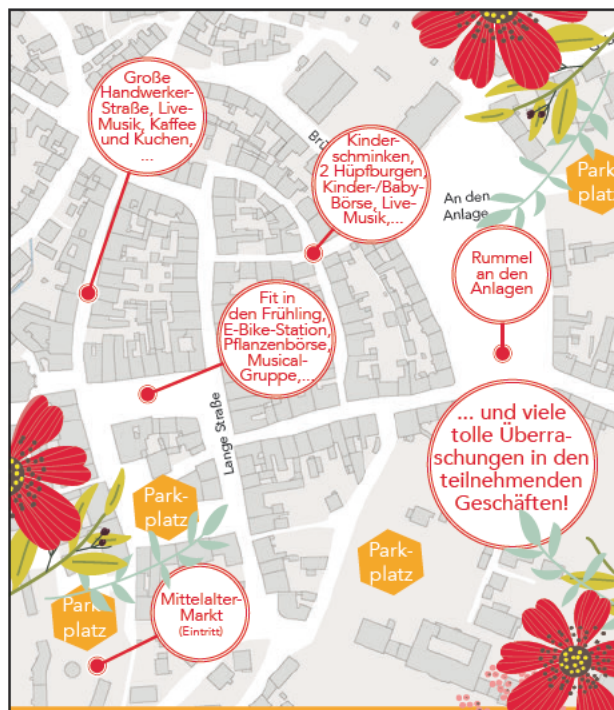 Große
Handwerker-
Straße, Live-
Musik, Kaffee
und Kuchen,
...
Brü
Kinder-
schminken,
2 Hüpfburgen,
Kinder-/Baby-
Börse, Live-
Musik,...
Park-
platz
An den
Anlage
Rummel
an den
Anlagen
Fit in
den Frühling,
E-Bike-Station,
Pflanzenbörse,
Musical-
Gruppe,...
Lange Straße
... und viele
tolle Überra-
schungen in den
teilnehmenden
Geschäften!
Park-
platz
Park-
platz
Park-
platz
Mittelalter-
Markt
(Eintritt)